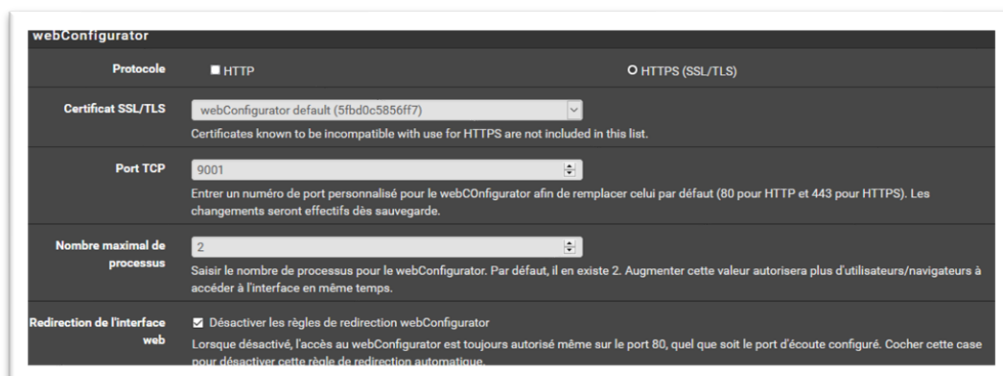 webConfigurator
Protocole
HTTP
HTTPS (SSL/TLS)
Certificat SSL/TLS
webConfigurator default (5fbd0c5856ff7)
Certificates known to be incompatible with use for HTTPS are not included in this list.
Port TCP
9001
Entrer un numéro de port personnalisé pour le webCOnfigurator afin de remplacer celui par défaut (80 pour HTTP et 443 pour HTTPS). Les
changements seront effectifs dès sauvegarde.
Nombre maximal de
processus
2
Saisir le nombre de processus pour le webConfigurator. Par défaut, il en existe 2. Augmenter cette valeur autorisera plus d'utilisateurs/navigateurs à
accéder à l'interface en même temps.
Redirection de l'interface
web
Désactiver les règles de redirection webConfigurator
Lorsque désactivé, l'accès au webConfigurator est toujours autorisé même sur le port 80, quel que soit le port d'écoute configuré. Cocher cette case
pour désactiver cette règle de redirection automatique.